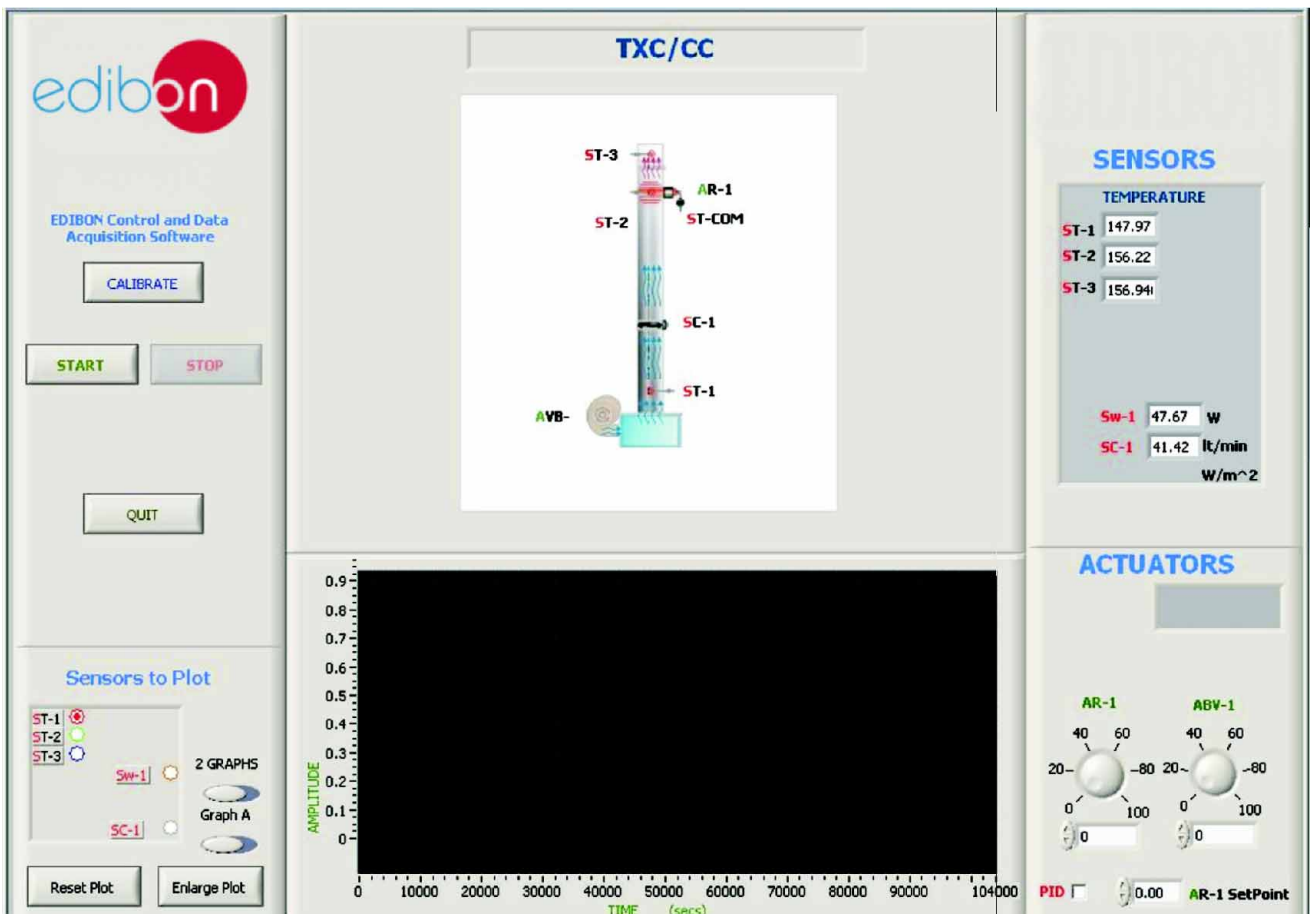 edibon
EDIBON Control and Data
Acquisition Software
CALIBRATE
START
STOP
QUIT
Sensors to Plot
ST-1
ST-2
ST-3
Sw-1
SC-1
2 GRAPHS
Graph A
Reset Plot
Enlarge Plot
TXC/CC
ST-3
AR-1
ST-2
ST-COM
SC-1
ST-1
AVB-
AMPLITUDE
0.9
0.8
0.7
0.6
0.5
0.4
0.3
0.2
0.1
0
0 10000 20000 30000 40000 50000 60000 70000 80000 90000 104000
TIME (secs)
EDIBON
SENSORS
TEMPERATURE
ST-1 147.97
ST-2 156.22
ST-3
Sw-1 47.67 W
SC-1 41.42 lt/min
W/m^2
ACTUATORS
AR-1
40 60
20 80
0 100
0
ABV-1
40 60
20 80
0 100
0
PID 0.00 AR-1 SetPoint